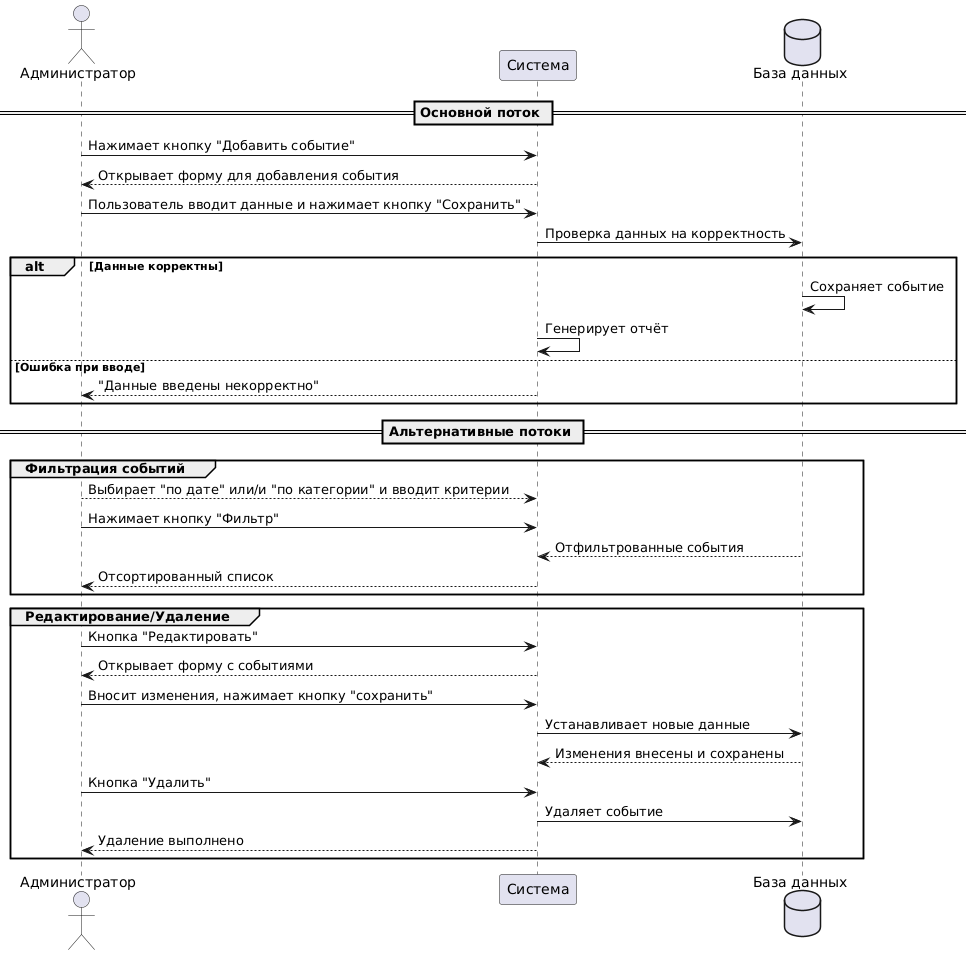 Администратор
Система
База данных
Основной поток
Нажимает кнопку "Добавить событие"
Открывает форму для добавления события
Пользователь вводит данные и нажимает кнопку "Сохранить"
Проверка данных на корректность
alt [Данные корректны]
Сохраняет событие
Генерирует отчёт
[Ошибка при вводе]
"Данные введены некорректно"
Альтернативные потоки
Фильтрация событий
Выбирает "по дате" или/и "по категории" и вводит критерии
Нажимает кнопку "Фильтр"
Отфильтрованные события
Отсортированный список
Редактирование/Удаление
Кнопка "Редактировать"
Открывает форму с событиями
Вносит изменения, нажимает кнопку "сохранить"
Устанавливает новые данные
Изменения внесены и сохранены
Кнопка "Удалить"
Удаляет событие
Удаление выполнено
Администратор
Система
База данных